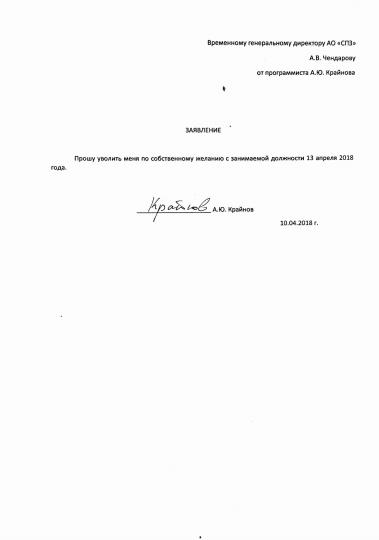 Временному генеральному директору АО «СПЗ»
А.В. Чендарову
от программиста А.Ю. Крайнова
ЗАЯВЛЕНИЕ
Прошу уволить меня по собственному желанию с занимаемой должности 13 апреля 2018
года.
Крайнов А.Ю. Крайнов
10.04.2018 г.